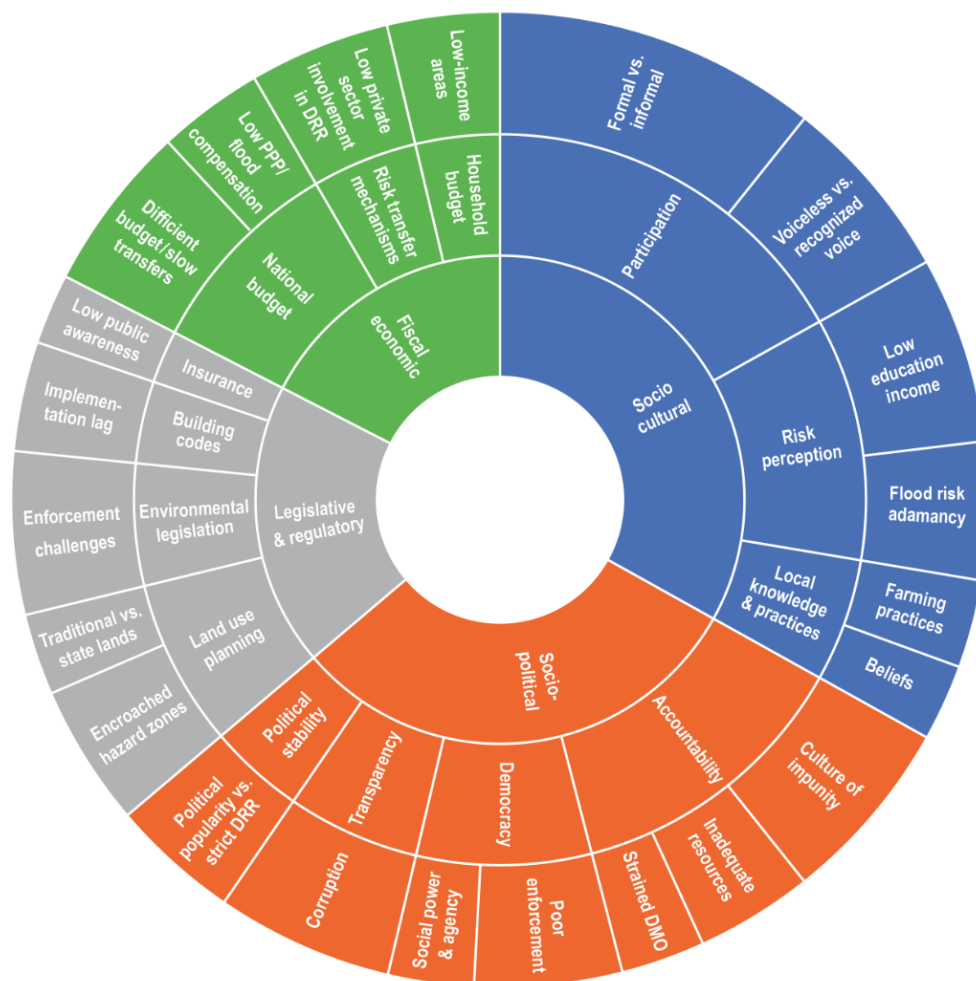 Socio
cultural
Participation
Formal vs.
informal
Voiceless vs.
recognized
voice
Risk
perception
Low
education
income
Flood risk
adamancy
Local
knowledge
& practices
Farming
practices
Beliefs
Socio-
political
Accountability
Culture of
impunity
Inadequate
resources
Strained DMO
Democracy
Poor
enforcement
Social power
& agency
Transparency
Corruption
Political
stability
Political
popularity vs.
strict DRR
Legislative
& regulatory
Land use
planning
Encroached
hazard zones
Traditional vs.
state lands
Environmental
legislation
Enforcement
challenges
Building
codes
Implemen-
tation lag
Insurance
Low public
awareness
Fiscal
economic
National
budget
Difficient
budget/slow
transfers
Low PPP/
flood
compensation
Risk transfer
mechanisms
Low private
sector
involvement
in DRR
Household
budget
Low-income
areas